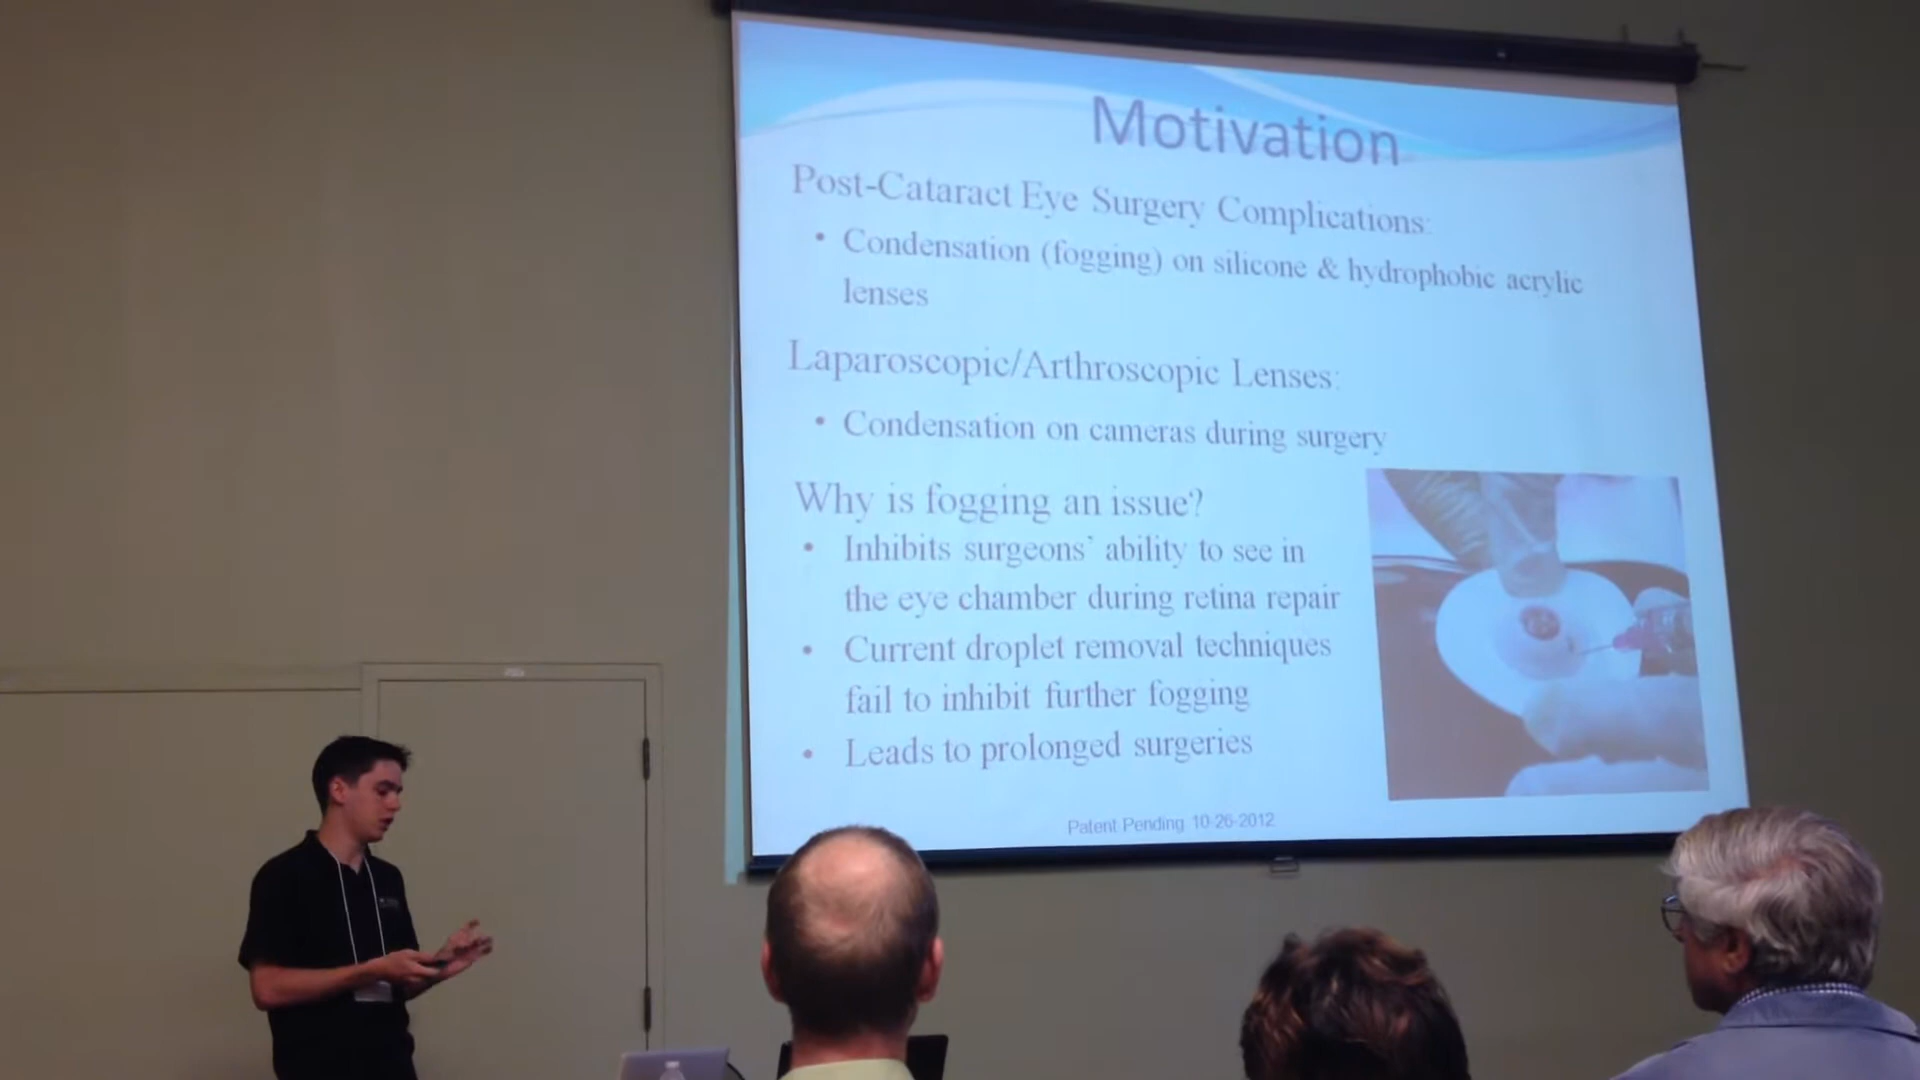 Motivation
Post-Cataract Eye Surgery Complications:
• Condensation (fogging) on silicone & hydrophobic acrylic
lenses
Laparoscopic/Arthroscopic Lenses:
• Condensation on cameras during surgery
Why is fogging an issue?
• Inhibits surgeons` ability to see in
the eye chamber during retina repair
• Current droplet removal techniques
fail to inhibit further fogging
• Leads to prolonged surgeries
Patent Pending 10-26-2012